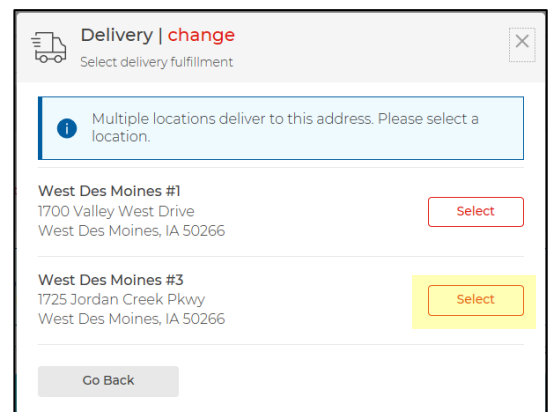 Delivery | change
Select delivery fulfillment
Multiple locations deliver to this address. Please select a
location.
West Des Moines #1
1700 Valley West Drive
West Des Moines, IA 50266
Select
West Des Moines #3
1725 Jordan Creek Pkwy
West Des Moines, IA 50266
Select
Go Back